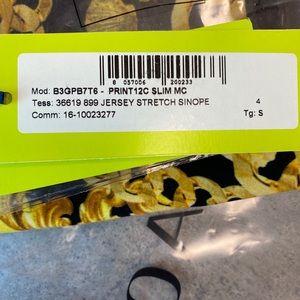 8 057006 200233
Mod: B3GPB7T6 - PRINT12C SLIM MC
Tess: 36619 899 JERSEY STRETCH SINOPE 4
Comm: 16-10023277 Tg: S